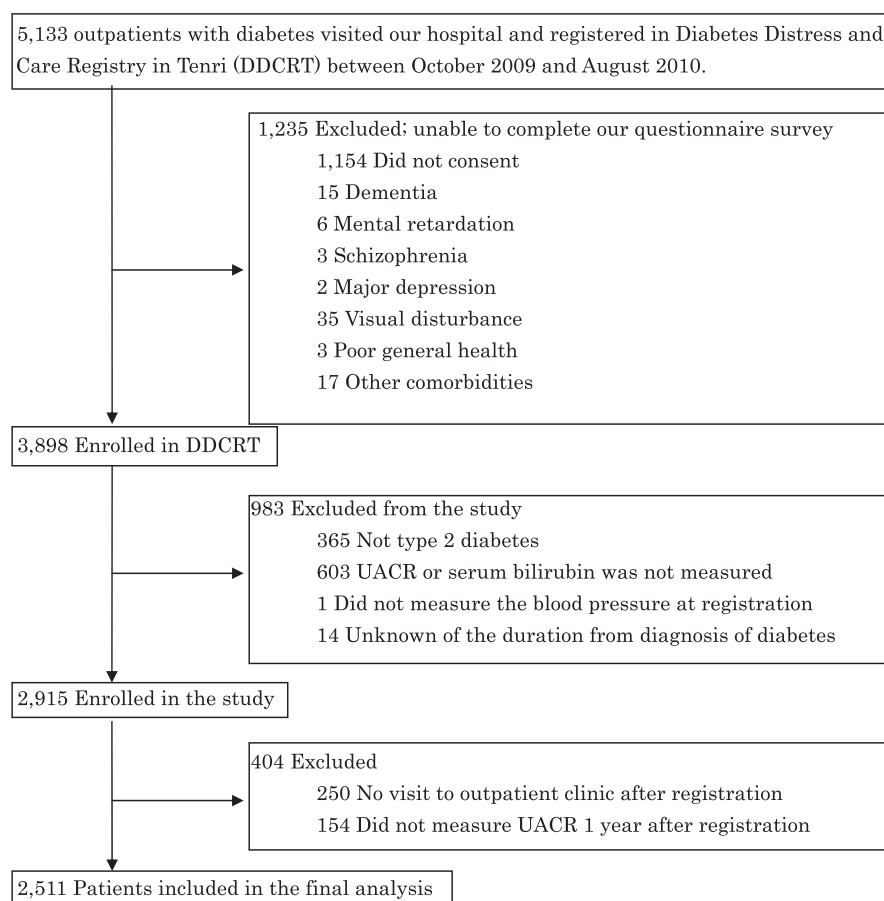 5,133 outpatients with diabetes visited our hospital and registered in Diabetes Distress and
Care Registry in Tenri (DDCRT) between October 2009 and August 2010.
1,235 Excluded; unable to complete our questionnaire survey
1,154 Did not consent
15 Dementia
6 Mental retardation
3 Schizophrenia
2 Major depression
35 Visual disturbance
3 Poor general health
17 Other comorbidities
3,898 Enrolled in DDCRT
983 Excluded from the study
365 Not type 2 diabetes
603 UACR or serum bilirubin was not measured
1 Did not measure the blood pressure at registration
14 Unknown of the duration from diagnosis of diabetes
2,915 Enrolled in the study
404 Excluded
250 No visit to outpatient clinic after registration
154 Did not measure UACR 1 year after registration
2,511 Patients included in the final analysis